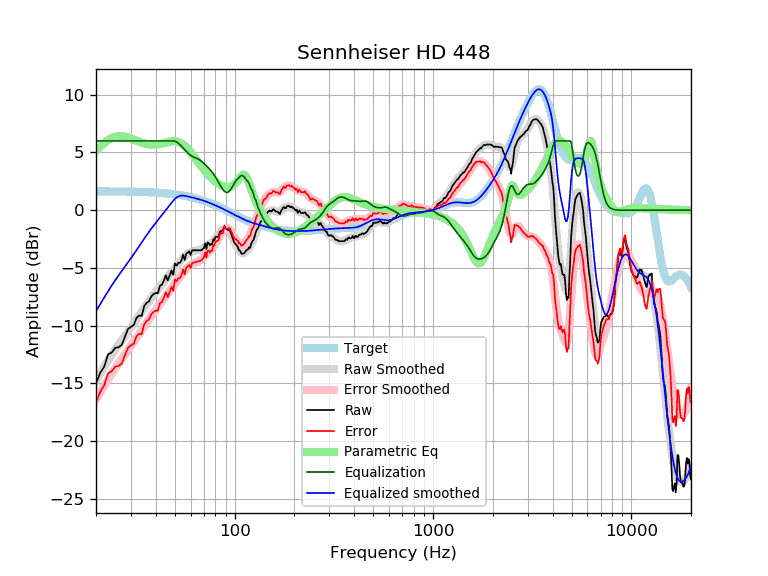 Sennheiser HD 448
10
5
0
−5
−10
−15
−20
−25
Amplitude (dBr)
Target
Raw Smoothed
Error Smoothed
Raw
Error
Parametric Eq
Equalization
Equalized smoothed
100
1000
10000
Frequency (Hz)